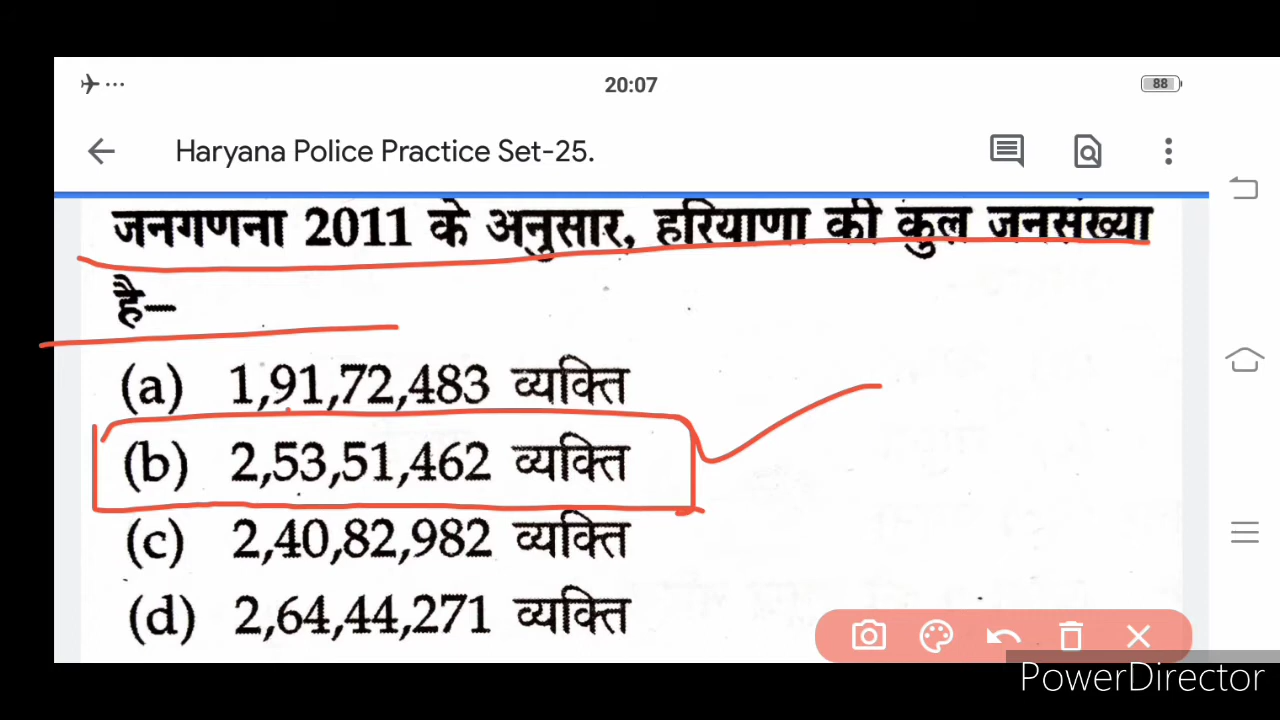 20:07
88
Haryana Police Practice Set-25.
जनगणना 2011 के अनुसार, हरियाणा की कुल जनसंख्या
है–
(a) 1,91,72,483 व्यक्ति
(b) 2,53,51,462 व्यक्ति
(c) 2,40,82,982 व्यक्ति
(d) 2,64,44,271 व्यक्ति
PowerDirector